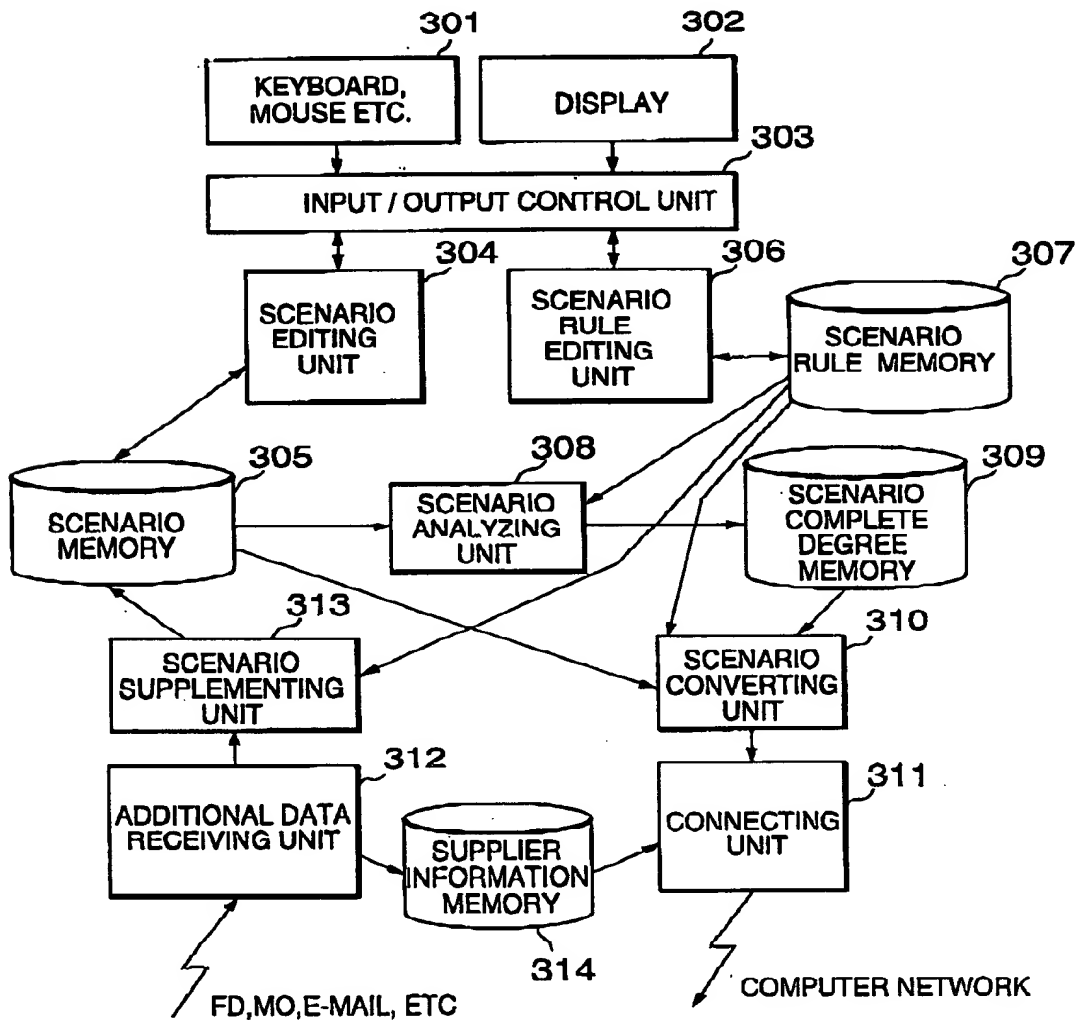 301
302
KEYBOARD,
MOUSE ETC.
DISPLAY
303
INPUT / OUTPUT CONTROL UNIT
304
306
307
SCENARIO
EDITING
UNIT
SCENARIO
RULE
EDITING
UNIT
SCENARIO
RULE MEMORY
305
308
309
SCENARIO
MEMORY
SCENARIO
ANALYZING
UNIT
SCENARIO
COMPLETE
DEGREE
MEMORY
313
310
SCENARIO
SUPPLEMENTING
UNIT
SCENARIO
CONVERTING
UNIT
312
311
ADDITIONAL DATA
RECEIVING UNIT
SUPPLIER
INFORMATION
MEMORY
CONNECTING
UNIT
314
FD,MO,E-MAIL, ETC
COMPUTER NETWORK